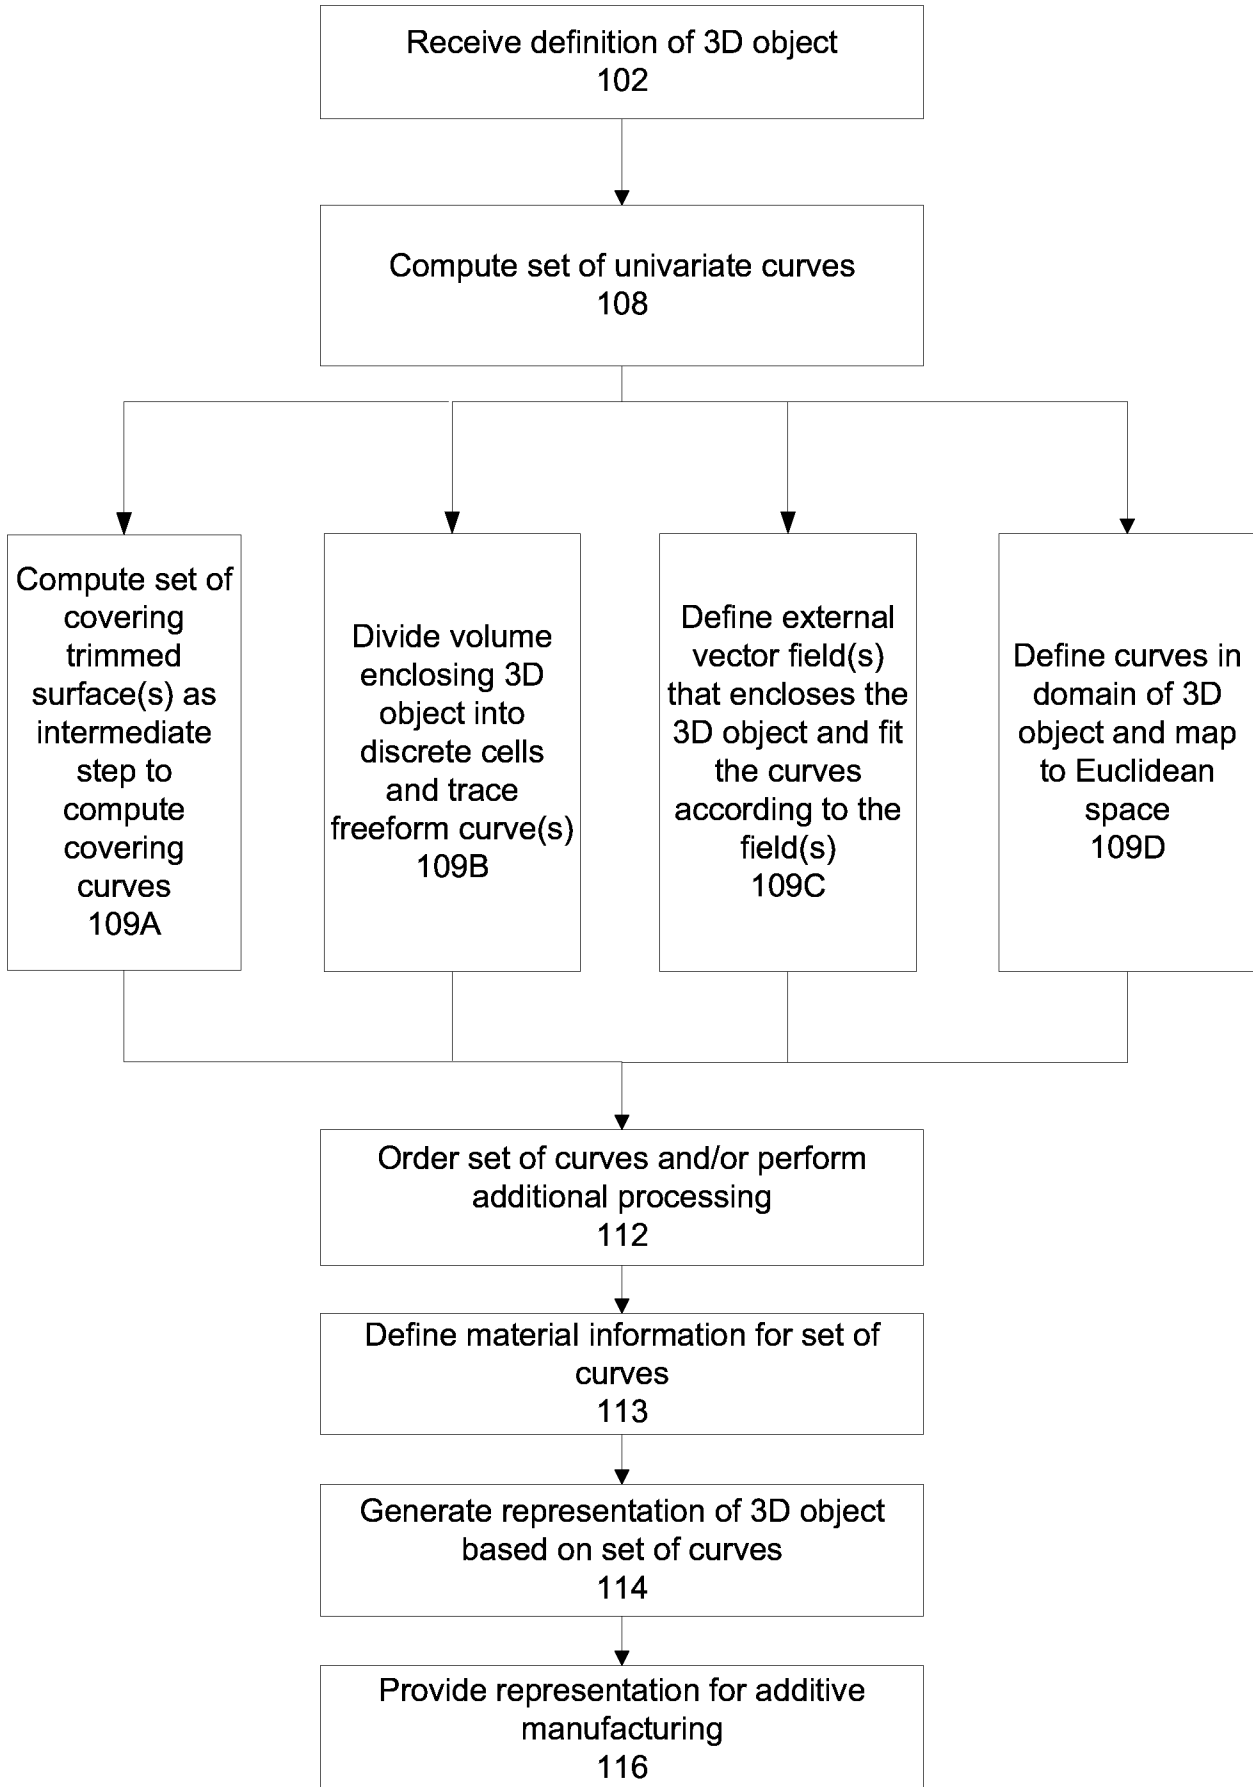 Receive definition of 3D object
102
Compute set of univariate curves
108
Compute set of
covering
trimmed
surface(s) as
intermediate
step to
compute
covering
curves
109A
Divide volume
enclosing 3D
object into
discrete cells
and trace
freeform curve(s)
109B
Define external
vector field(s)
that encloses the
3D object and fit
the curves
according to the
field(s)
109C
Define curves in
domain of 3D
object and map
to Euclidean
space
109D
Order set of curves and/or perform
additional processing
112
Define material information for set of
curves
113
Generate representation of 3D object
based on set of curves
114
Provide representation for additive
manufacturing
116